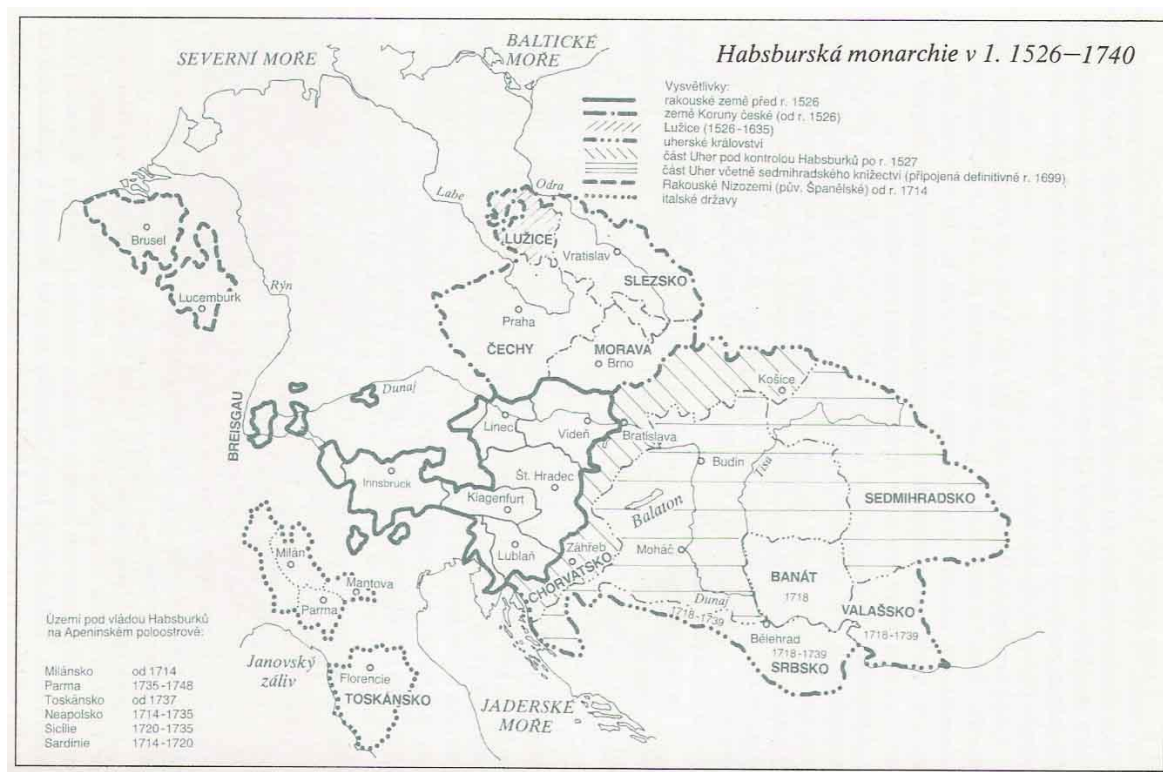 Habsburská monarchie v 1. 1526—1740
Vysvětlivky:
rakouské země před r. 1526
země Koruny české (od r. 1526)
Lužice (1526-1635)
uherské království
část Uher pod kontrolou Habsburků po r. 1527
část Uher včetně sedmihradského knížectví (připojená definitivně r. 1699)
Rakouské Nizozemí (pův. Španělské) od r. 1714
italské državy
SEVERNÍ MOŘE
BALTICKÉ
MOŘE
Labe
Odra
LUŽICE
Vratislav
SLEZSKO
Brusel
Lucemburk
Rýn
Praha
ČECHY
MORAVA
Brno
Košice
Dunaj
BREISGAU
Linec
Vídeň
Bratislava
Budín
Tisa
Innsbruck
Št. Hradec
Klagenfurt
Balaton
SEDMIHRADSKO
Lublaň
Záhřeb
CHORVATSKO
Moháč
BANÁT
1718
Milán
Mantova
Parma
Dunaj
1718-1739
VALAŠSKO
1718-1739
Bělehrad
1718-1739
SRBSKO
Janovský
záliv
Florencie
TOSKÁNSKO
JADERSKÉ
MOŘE
Území pod vládou Habsburků
na Apeninském poloostrově:
Milánsko od 1714
Parma 1735-1748
Toskánsko od 1737
Neapolsko 1714-1735
Sicílie 1720-1735
Sardinie 1714-1720